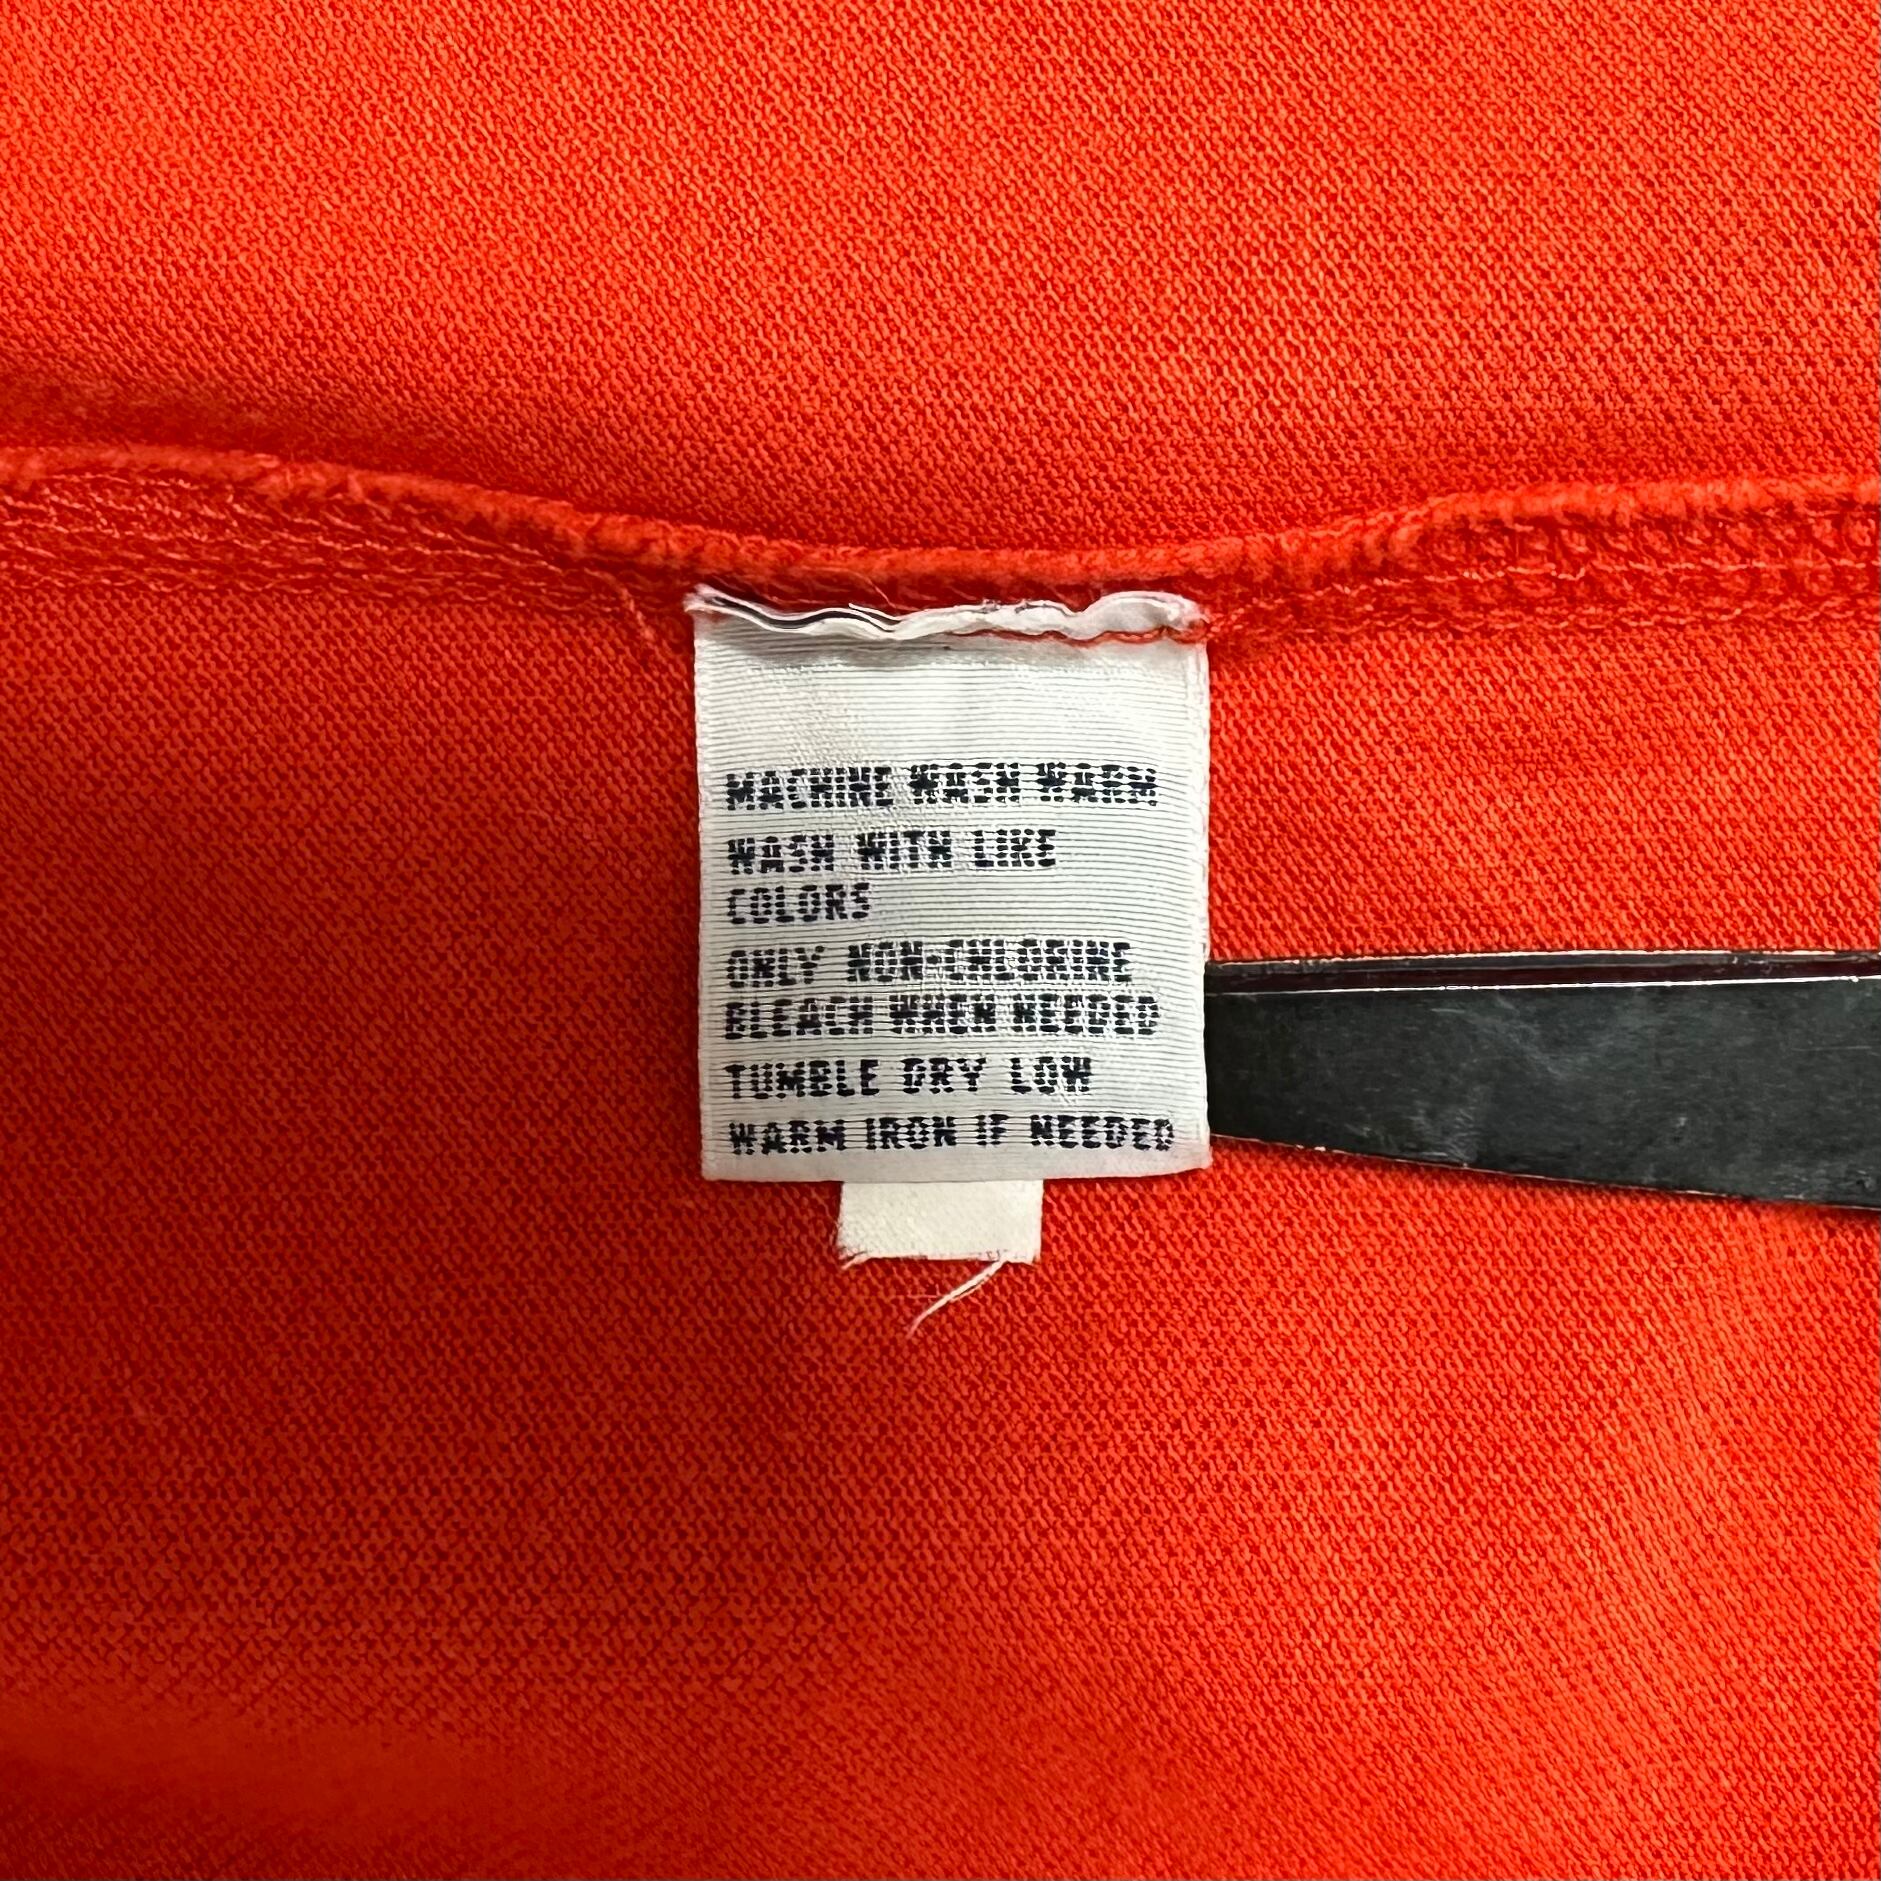 MACHINE WASH WARM
WASH WITH LIKE
COLORS
ONLY NON-CHLORINE
BLEACH WHEN NEEDED
TUMBLE DRY LOW
WARM IRON IF NEEDED